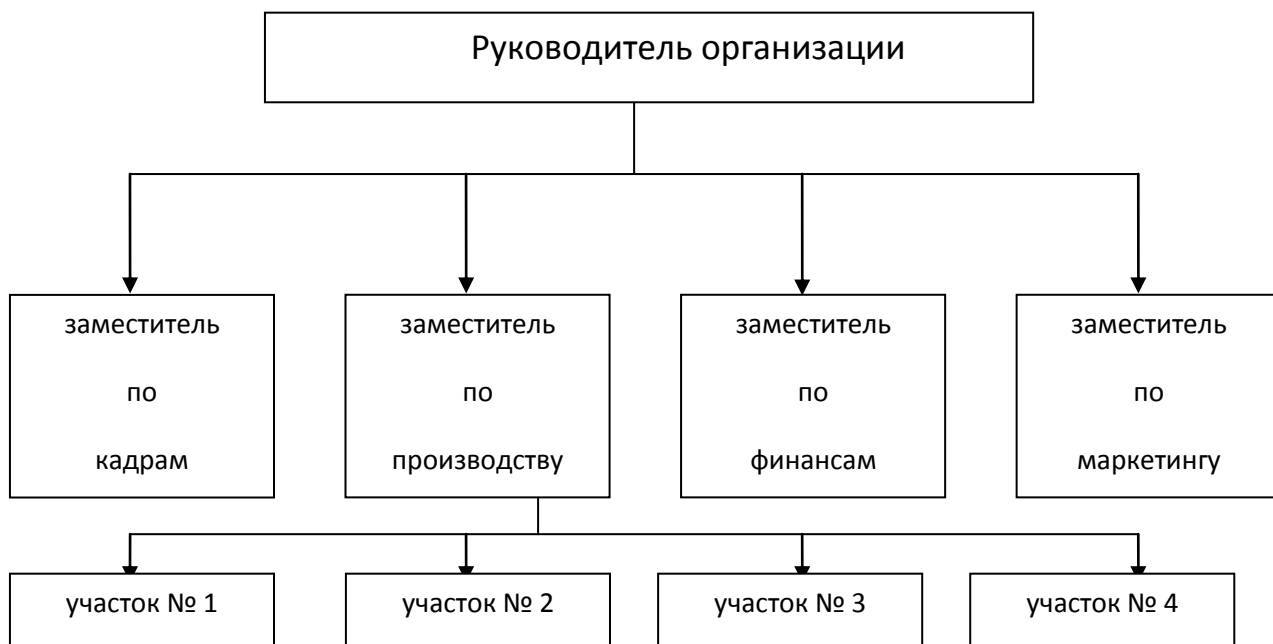 Руководитель организации
заместитель
по
кадрам
заместитель
по
производству
заместитель
по
финансам
заместитель
по
маркетингу
участок № 1
участок № 2
участок № 3
участок № 4